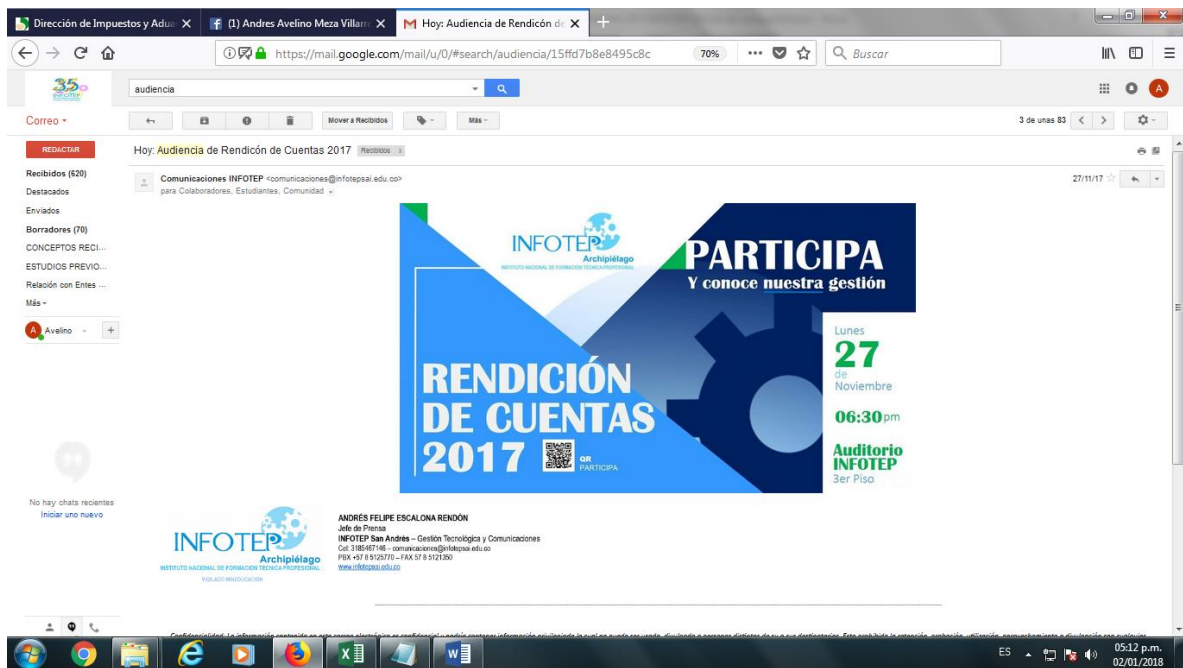 Dirección de Impuestos y Adua
(1) Andres Avelino Meza Villarr
Hoy: Audiencia de Rendicón de
https://mail.google.com/mail/u/0/#search/audiencia/15ffd7b8e8495c8c
70%
Buscar
35
INFOTEP
audiencia
Correo
Mover a Recibidos
Más
3 de unas 83
REDACTAR
Hoy: Audiencia de Rendicón de Cuentas 2017 Recibidos x
Recibidos (620)
Destacados
Enviados
Borradores (70)
CONCEPTOS RECI...
ESTUDIOS PREVIO...
Relación con Entes ...
Más
A Avelino
Comunicaciones INFOTEP <comunicaciones@infotepsai.edu.co>
para Colaboradores, Estudiantes, Comunidad
27/11/17
INFOTEP
Archipiélago
INSTITUTO NACIONAL DE FORMACIÓN TÉCNICA PROFESIONAL
PARTICIPA
Y conoce nuestra gestión
RENDICIÓN
DE CUENTAS
2017
QR
PARTICIPA
Lunes
27
de
Noviembre
06:30 pm
Auditorio
INFOTEP
3er Piso
No hay chats recientes
Iniciar uno nuevo
INFOTEP
Archipiélago
INSTITUTO NACIONAL DE FORMACIÓN TÉCNICA PROFESIONAL
VIGILADO MINEDUCACIÓN
ANDRÉS FELIPE ESCALONA RENDÓN
Jefe de Prensa
INFOTEP San Andrés – Gestión Tecnológica y Comunicaciones
Cel: 3185467146 – comunicaciones@infotepsai.edu.co
PBX +57 8 5125770 – FAX 57 8 5121350
www.infotepsai.edu.co
ES
05:12 p.m.
02/01/2018